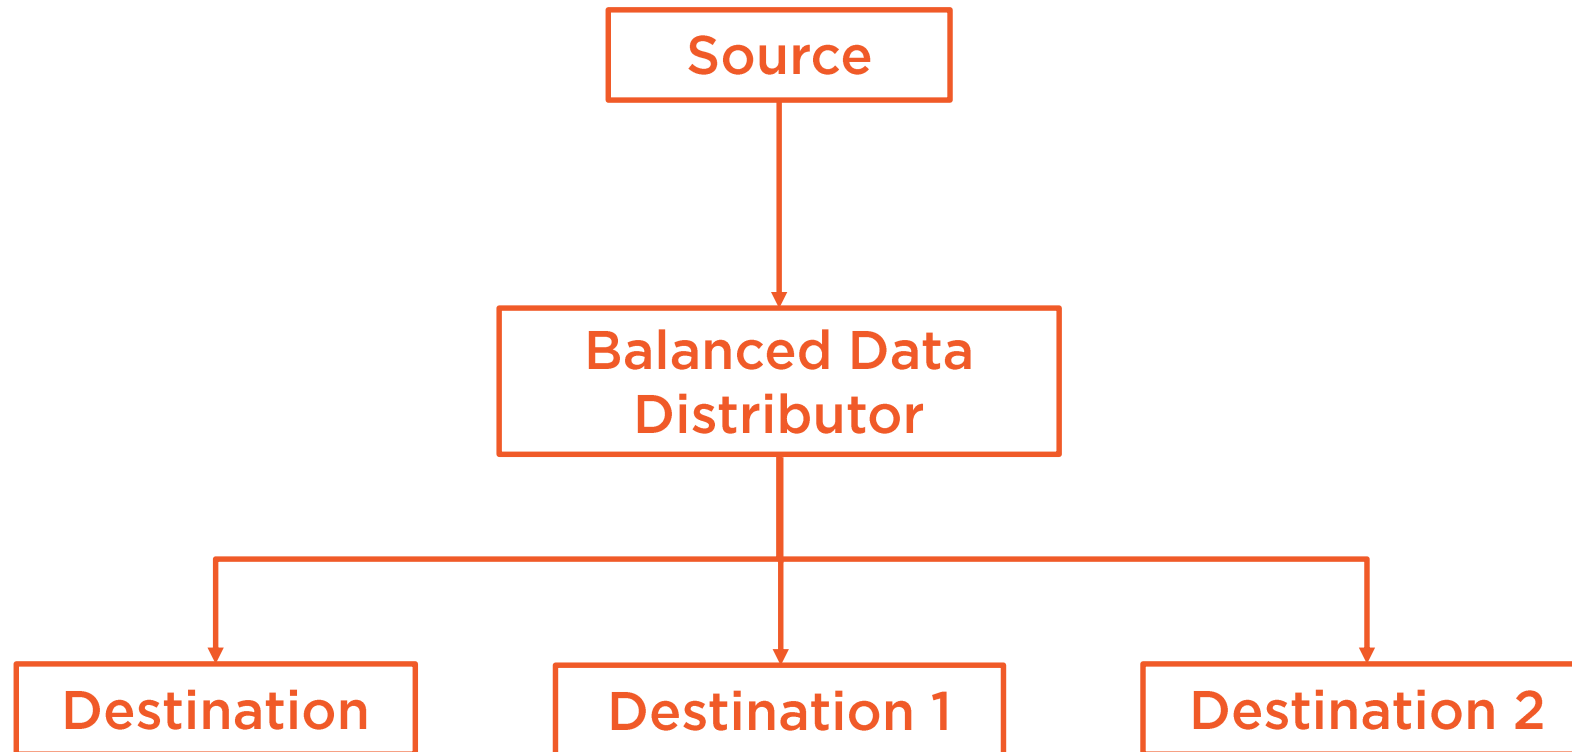 Source
Balanced Data
Distributor
Destination
Destination 1
Destination 2